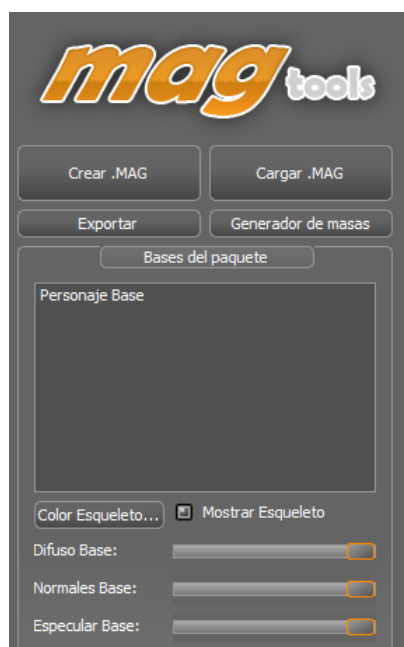 mag
tools
Crear .MAG
Cargar .MAG
Exportar
Generador de masas
Bases del paquete
Personaje Base
Color Esqueleto...
Mostrar Esqueleto
Difuso Base:
Normales Base:
Especular Base: